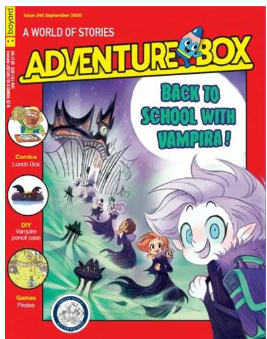 bayard
Issue 246 September 2020
A WORLD OF STORIES
ADVENTURE BOX
BACK TO
SCHOOL WITH
VAMPIRA!
Comics
Lunch Box
DIY
Vampire
pencil case
Games
Pirates